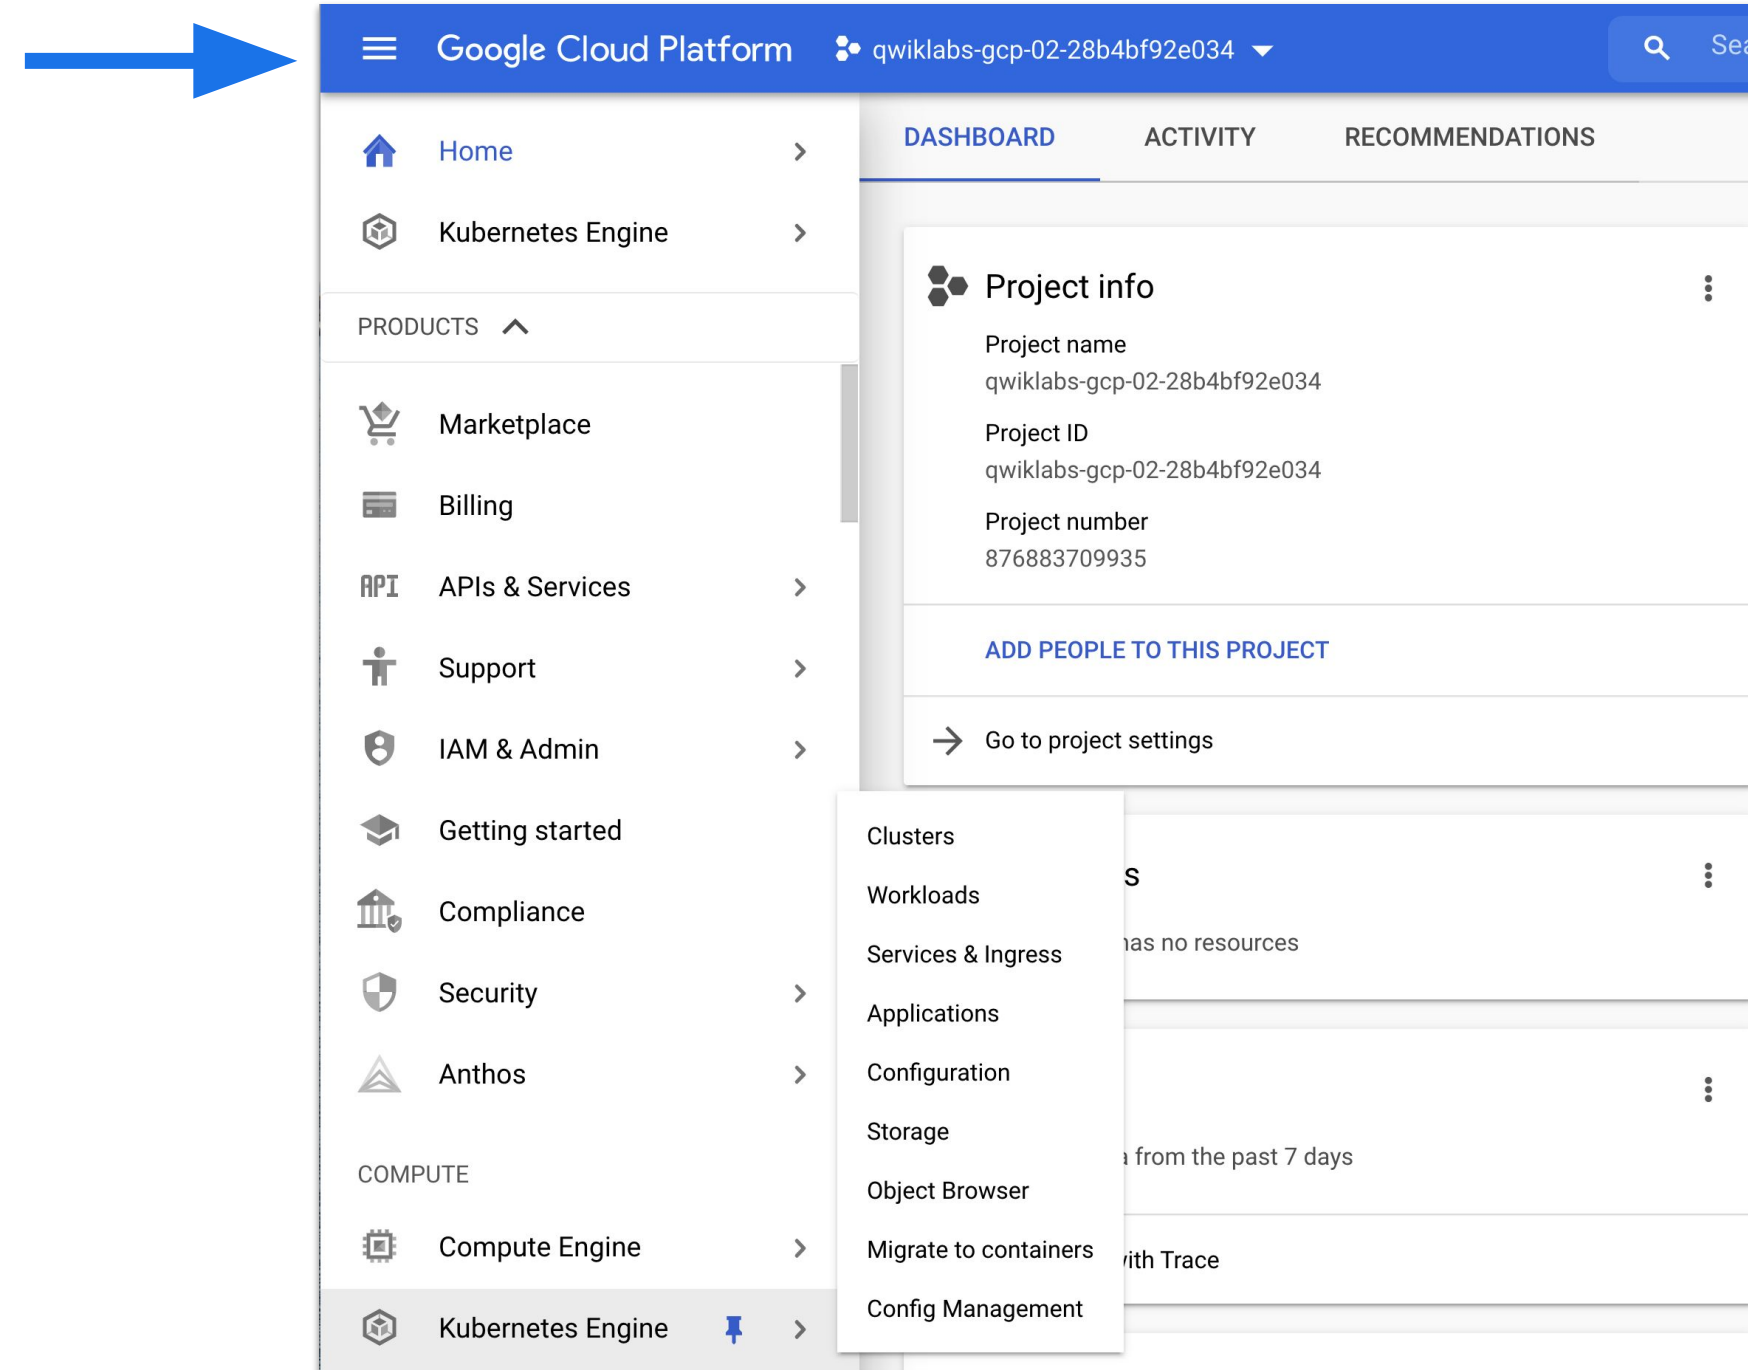 Google Cloud Platform
qwiklabs-gcp-02-28b4bf92e034
Home
Kubernetes Engine
PRODUCTS
Marketplace
Billing
API
APIs & Services
Support
IAM & Admin
Getting started
Compliance
Security
Anthos
COMPUTE
Compute Engine
Kubernetes Engine
Clusters
Workloads
Services & Ingress
Applications
Configuration
Storage
Object Browser
Migrate to containers
Config Management
DASHBOARD
ACTIVITY
RECOMMENDATIONS
Project info
Project name
qwiklabs-gcp-02-28b4bf92e034
Project ID
qwiklabs-gcp-02-28b4bf92e034
Project number
876883709935
ADD PEOPLE TO THIS PROJECT
Go to project settings
has no resources
from the past 7 days
with Trace